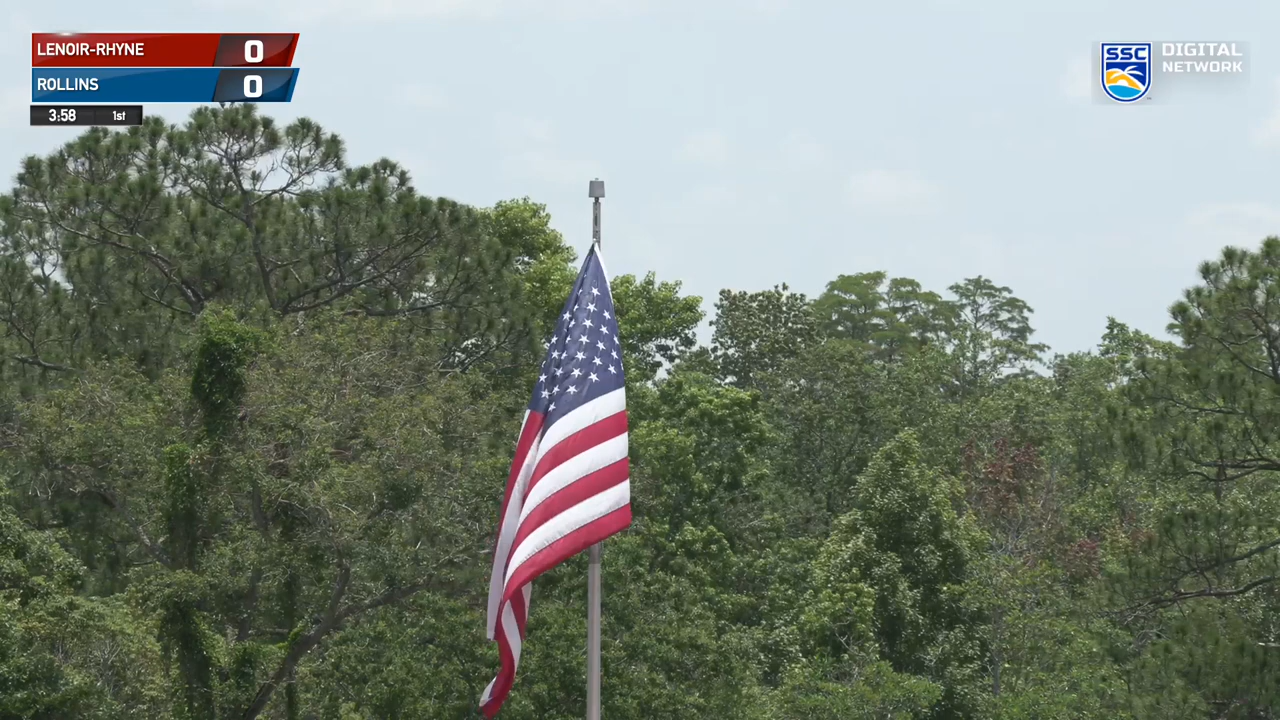 LENOIR-RHYNE 0
ROLLINS 0
3:58 1st
SSC DIGITAL
NETWORK